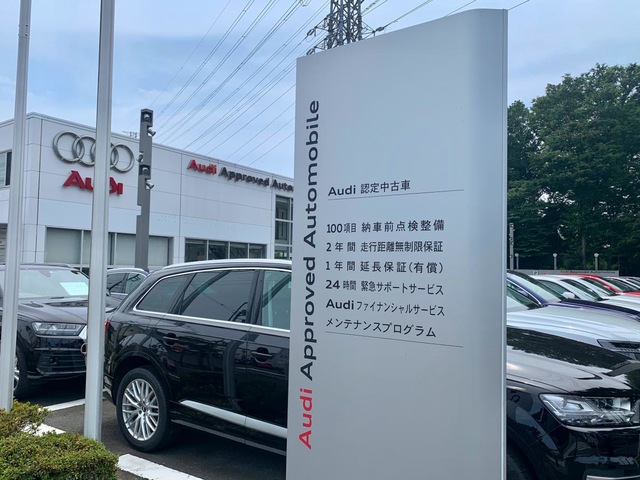 Audi
Audi Approved Auto
Audi Approved Automobile
Audi 認定中古車
100項目 納車前点検整備
2年間 走行距離無制限保証
1年間 延長保証(有償)
24時間 緊急サポートサービス
Audi ファイナンシャルサービス
メンテナンスプログラム